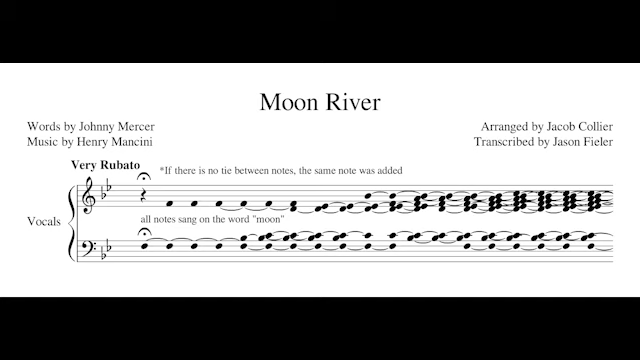 Moon River
Words by Johnny Mercer
Music by Henry Mancini
Arranged by Jacob Collier
Transcribed by Jason Fieler
Very Rubato
*If there is no tie between notes, the same note was added
Vocals
all notes sang on the word "moon"